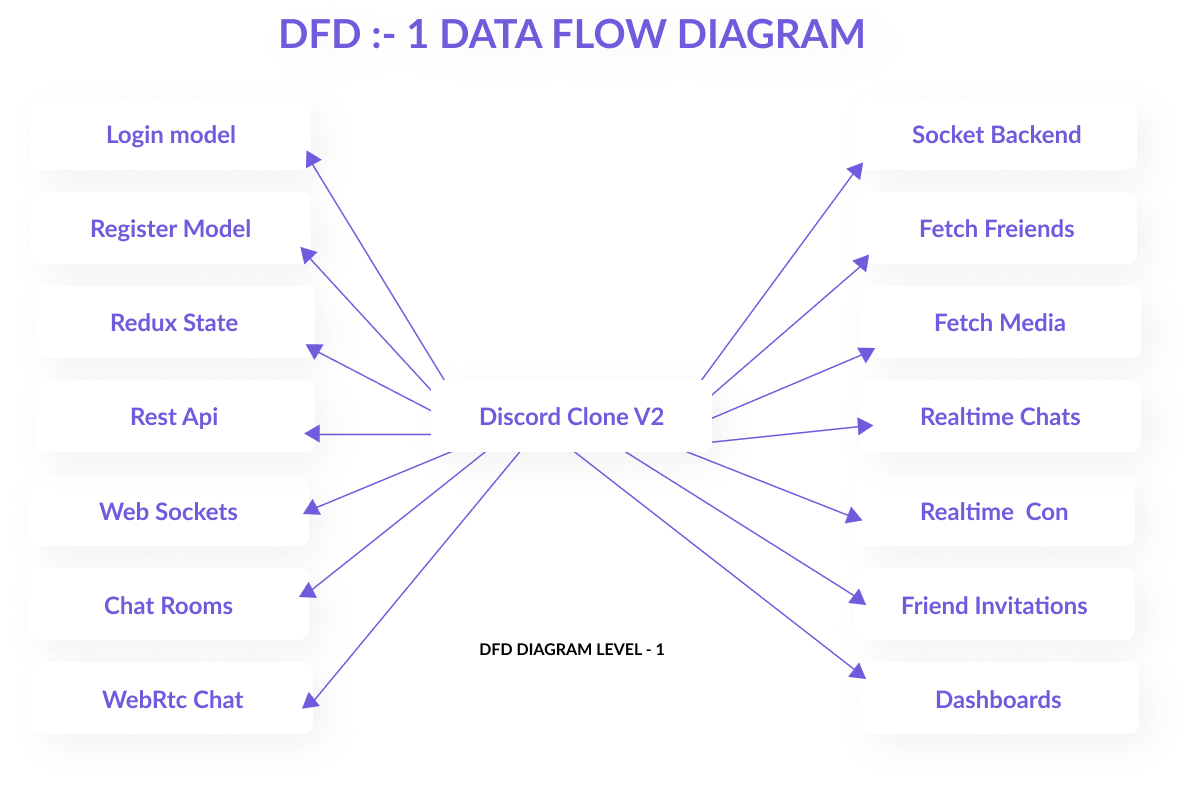 DFD :- 1 DATA FLOW DIAGRAM
Login model
Register Model
Redux State
Rest Api
Web Sockets
Chat Rooms
WebRtc Chat
Discord Clone V2
DFD DIAGRAM LEVEL - 1
Socket Backend
Fetch Freiends
Fetch Media
Realtime Chats
Realtime  Con
Friend Invitations
Dashboards